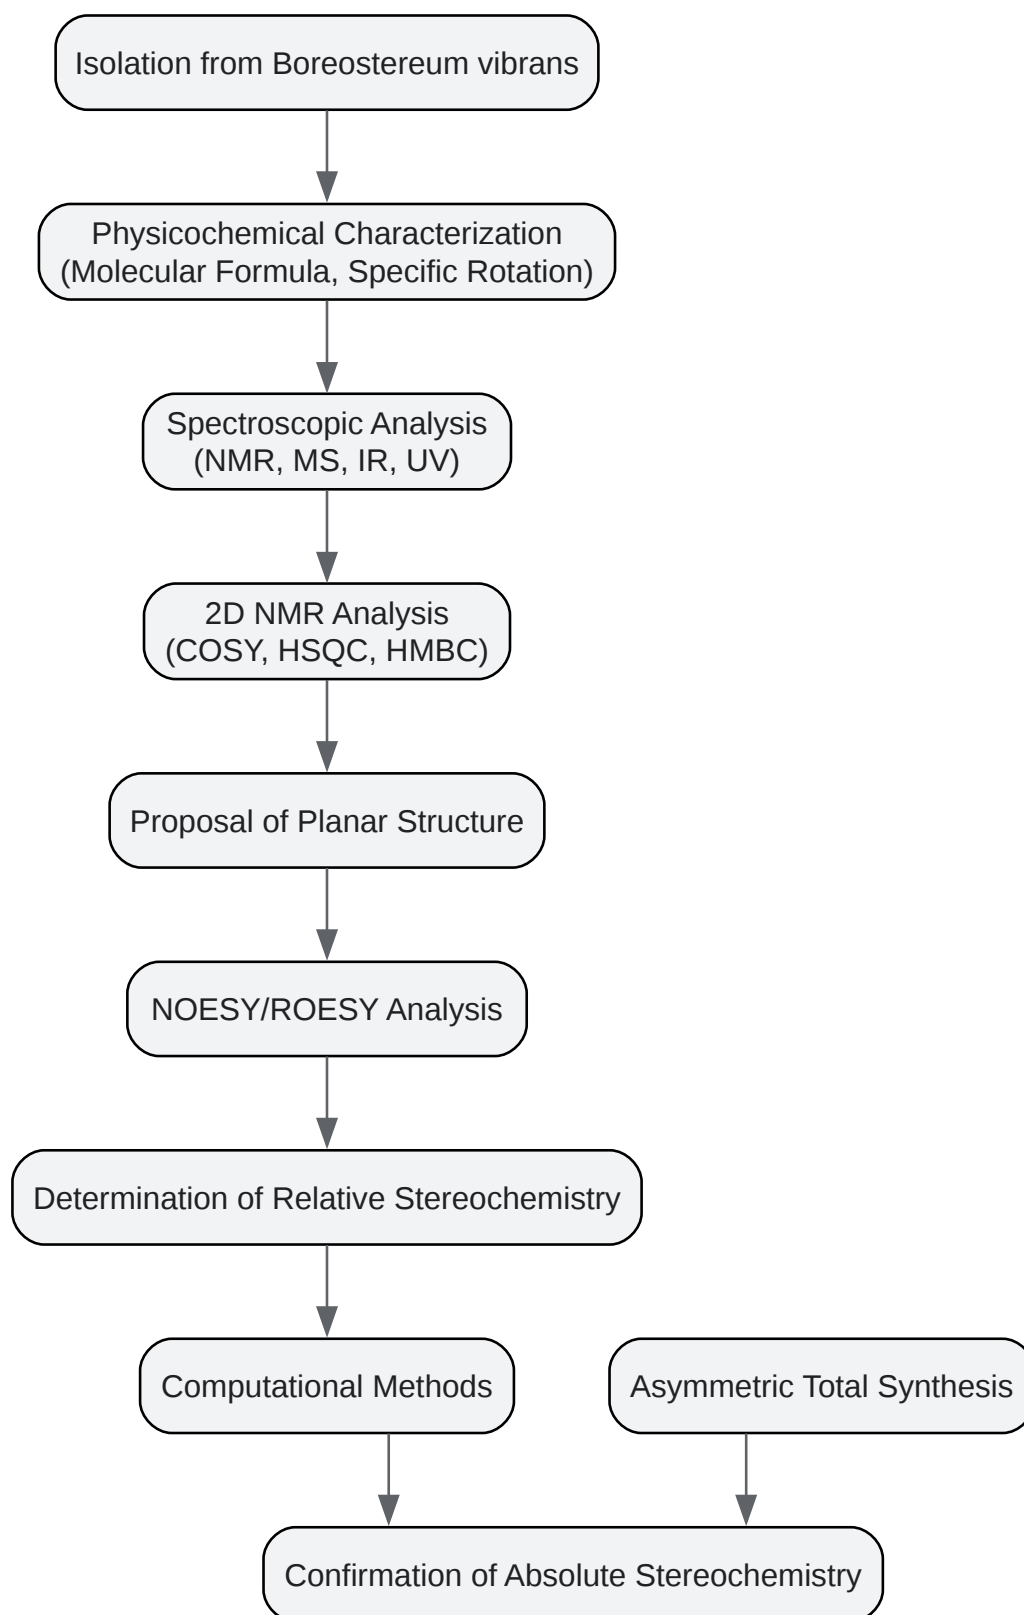 Isolation from Boreostereum vibrans
Physicochemical Characterization
(Molecular Formula, Specific Rotation)
Spectroscopic Analysis
(NMR, MS, IR, UV)
2D NMR Analysis
(COSY, HSQC, HMBC)
Proposal of Planar Structure
NOESY/ROESY Analysis
Determination of Relative Stereochemistry
Computational Methods
Asymmetric Total Synthesis
Confirmation of Absolute Stereochemistry